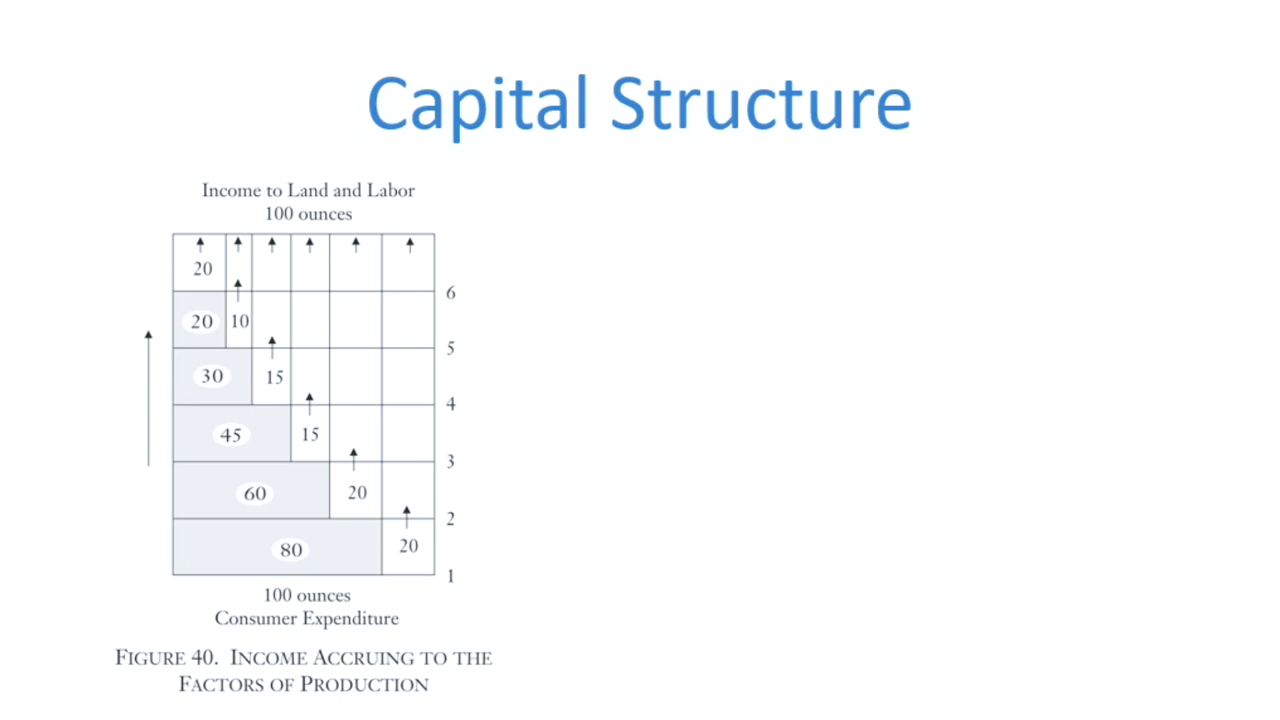 Capital Structure
Income to Land and Labor
100 ounces
20
6
20 10
5
30 15
4
45 15
3
60 20
2
80 20
1
100 ounces
Consumer Expenditure
FIGURE 40. INCOME ACCRUING TO THE
FACTORS OF PRODUCTION